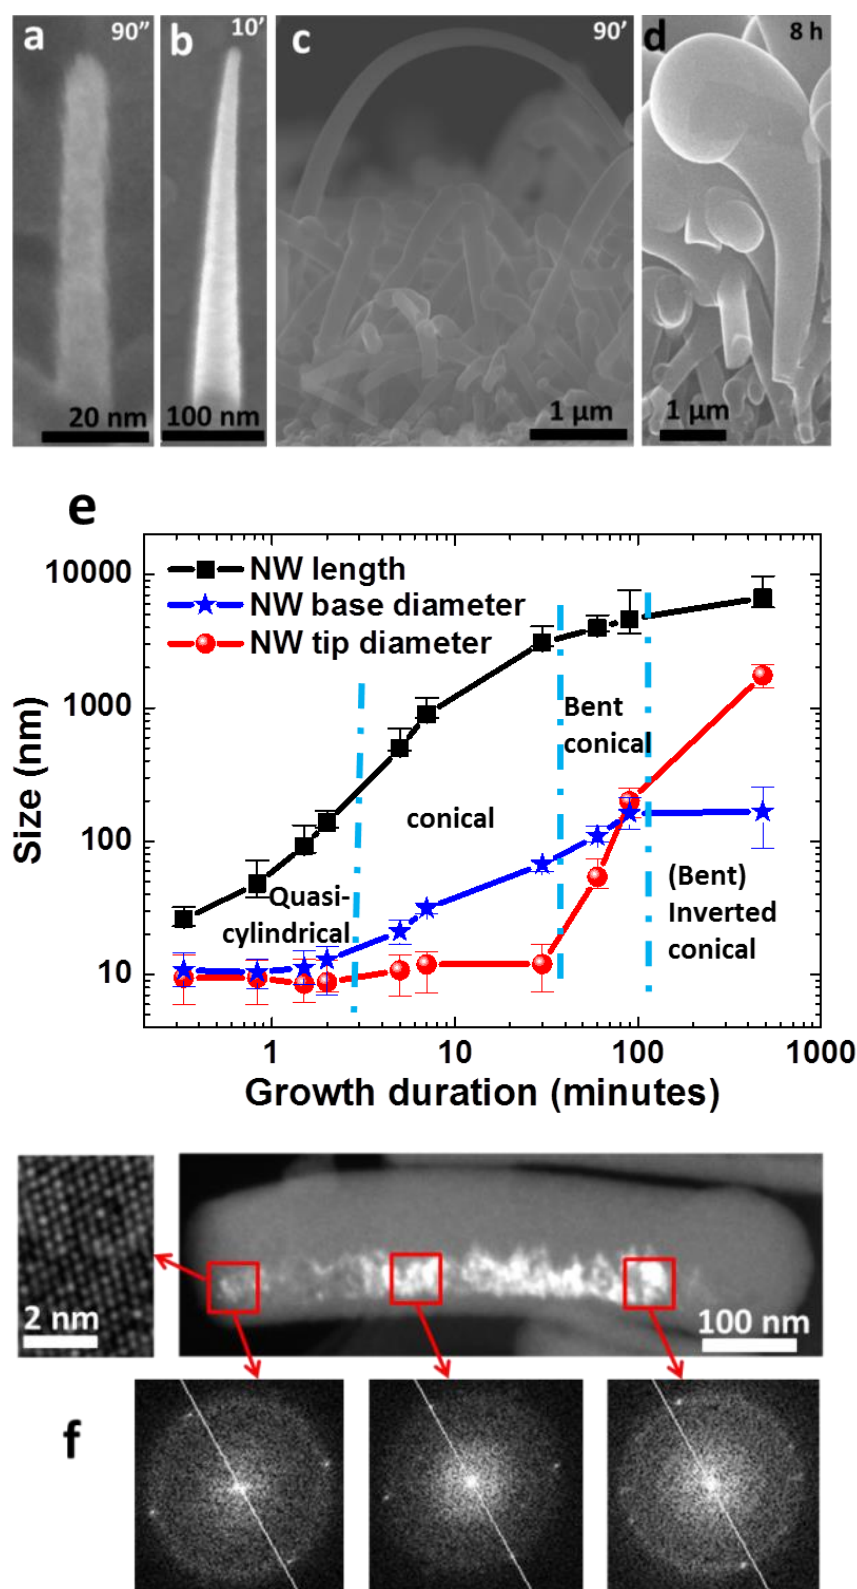 a 90” b 10’ c 90’ d 8 h
20 nm 100 nm 1 µm 1 µm
e
10000
1000
100
10
Size (nm)
NW length
NW base diameter
NW tip diameter
Bent
conical
conical
Quasi-
cylindrical
(Bent)
Inverted
conical
1 10 100 1000
Growth duration (minutes)
2 nm 100 nm
f